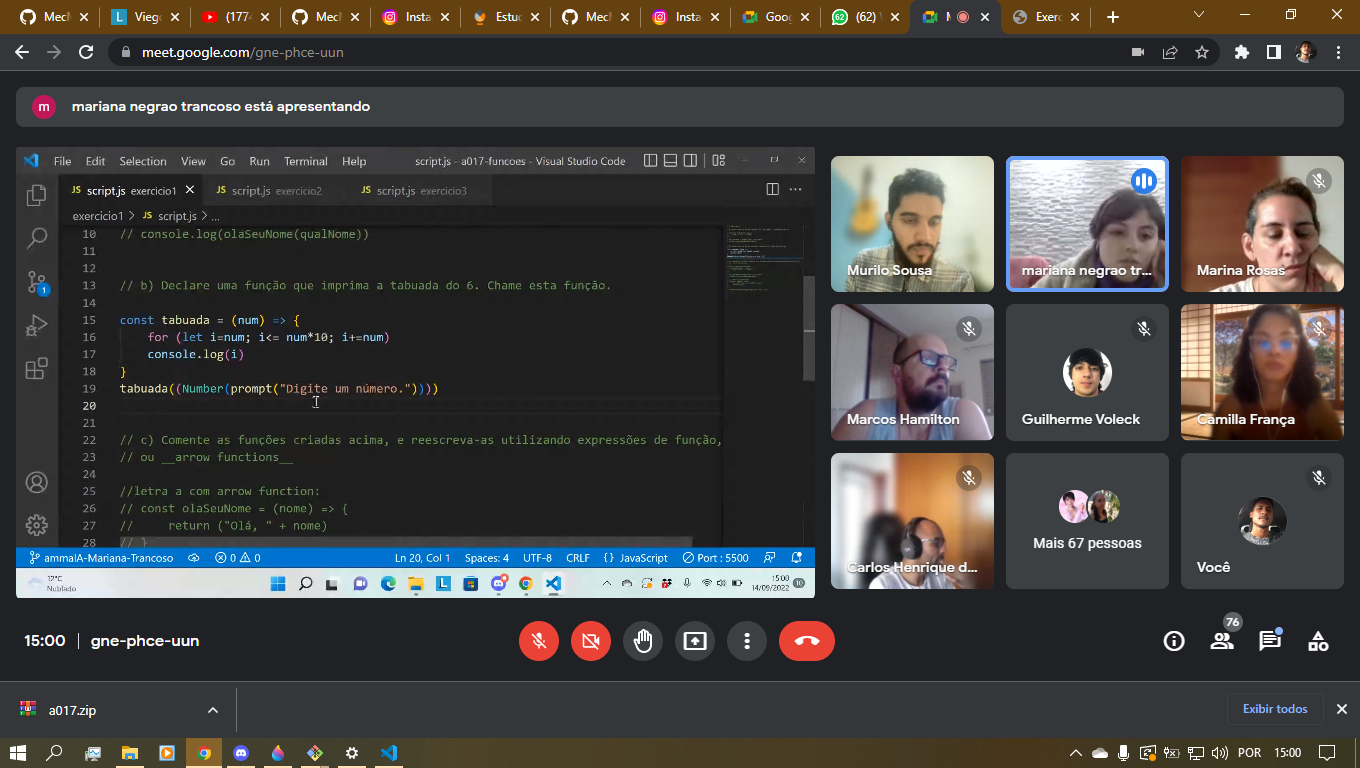 Mech
Viego
(177
Mech
Insta
Estud
Mech
Insta
Goog
(62)
Exerc
meet.google.com/gne-phce-uun
m
mariana negrao trancoso está apresentando
File Edit Selection View Go Run Terminal Help script.js - a017-funcoes - Visual Studio Code
JS script.js exercicio1 JS script.js exercicio2 JS script.js exercicio3
exercicio1 > JS script.js > ...
10 // console.log(olaSeuNome(qualNome))
11
12
13 // b) Declare uma função que imprima a tabuada do 6. Chame esta função.
14
15 const tabuada = (num) => {
16 for (let i=num; i<= num*10; i+=num)
17 console.log(i)
18 }
19 tabuada((Number(prompt("Digite um número."))))
20
21
22 // c) Comente as funções criadas acima, e reescreva-as utilizando expressões de função,
23 // ou __arrow functions__
24
25 //letra a com arrow function:
26 // const olaSeuNome = (nome) => {
27 // return ("Olá, " + nome)
28 // }
1
ammalA-Mariana-Trancoso 0 0 Ln 20, Col 1 Spaces: 4 UTF-8 CRLF {} JavaScript Port : 5500
12°C
Nublado
15:00
14/09/2022
10
Murilo Sousa
mariana negrao tr...
Marina Rosas
Marcos Hamilton
Guilherme Voleck
Camilla França
Carlos Henrique d...
Mais 67 pessoas
Você
15:00 | gne-phce-uun
76
a017.zip
Exibir todos
POR 15:00